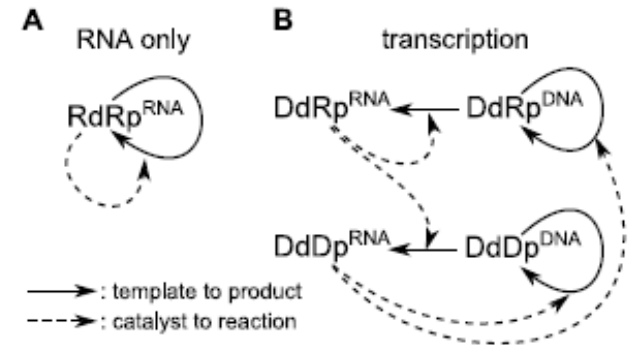 A RNA only
RdRp^RNA
B transcription
DdRp^RNA DdRp^DNA
DdDp^RNA DdDp^DNA
: template to product
: catalyst to reaction